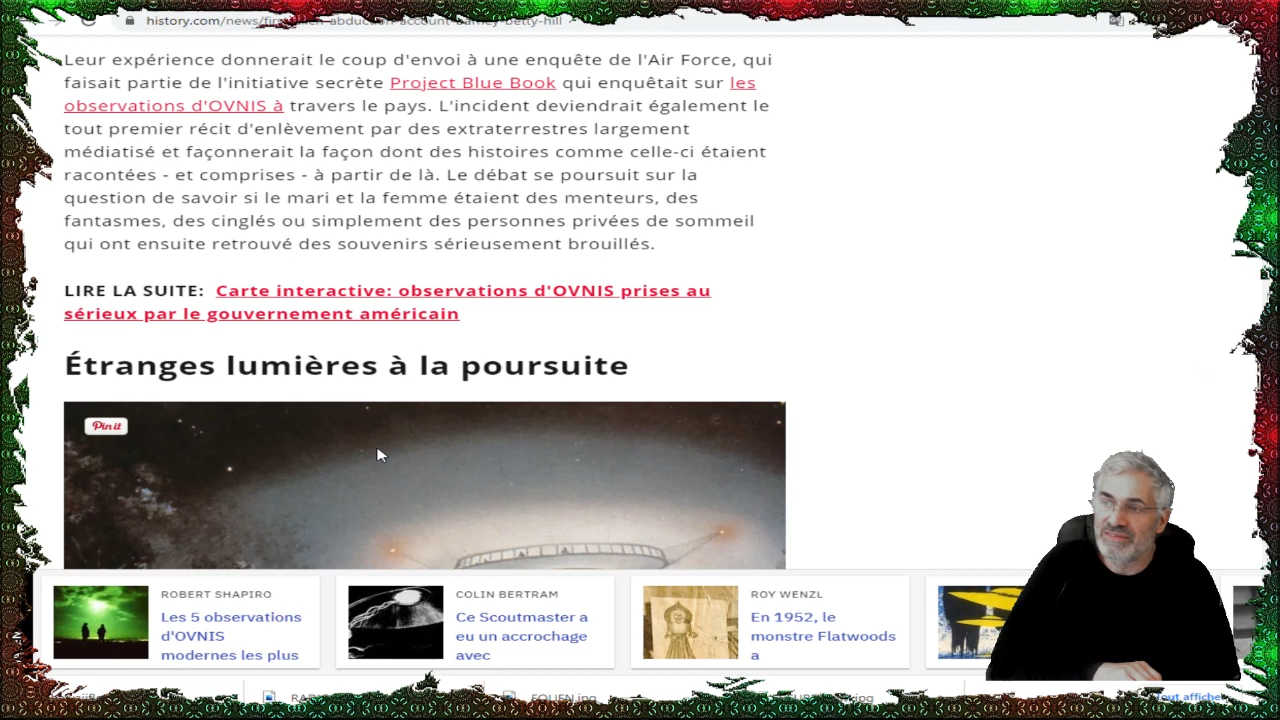 history.com/news/first-alien-abduction-account-barney-betty-hill
Leur expérience donnerait le coup d'envoi à une enquête de l'Air Force, qui
faisait partie de l'initiative secrète Project Blue Book qui enquêtait sur les
observations d'OVNIS à travers le pays. L'incident deviendrait également le
tout premier récit d'enlèvement par des extraterrestres largement
médiatisé et façonnerait la façon dont des histoires comme celle-ci étaient
racontées - et comprises - à partir de là. Le débat se poursuit sur la
question de savoir si le mari et la femme étaient des menteurs, des
fantasmes, des cinglés ou simplement des personnes privées de sommeil
qui ont ensuite retrouvé des souvenirs sérieusement brouillés.
LIRE LA SUITE: Carte interactive: observations d'OVNIS prises au
sérieux par le gouvernement américain
Étranges lumières à la poursuite
Pin it
ROBERT SHAPIRO
Les 5 observations
d'OVNIS
modernes les plus
COLIN BERTRAM
Ce Scoutmaster a
eu un accrochage
avec
ROY WENZL
En 1952, le
monstre Flatwoods
a